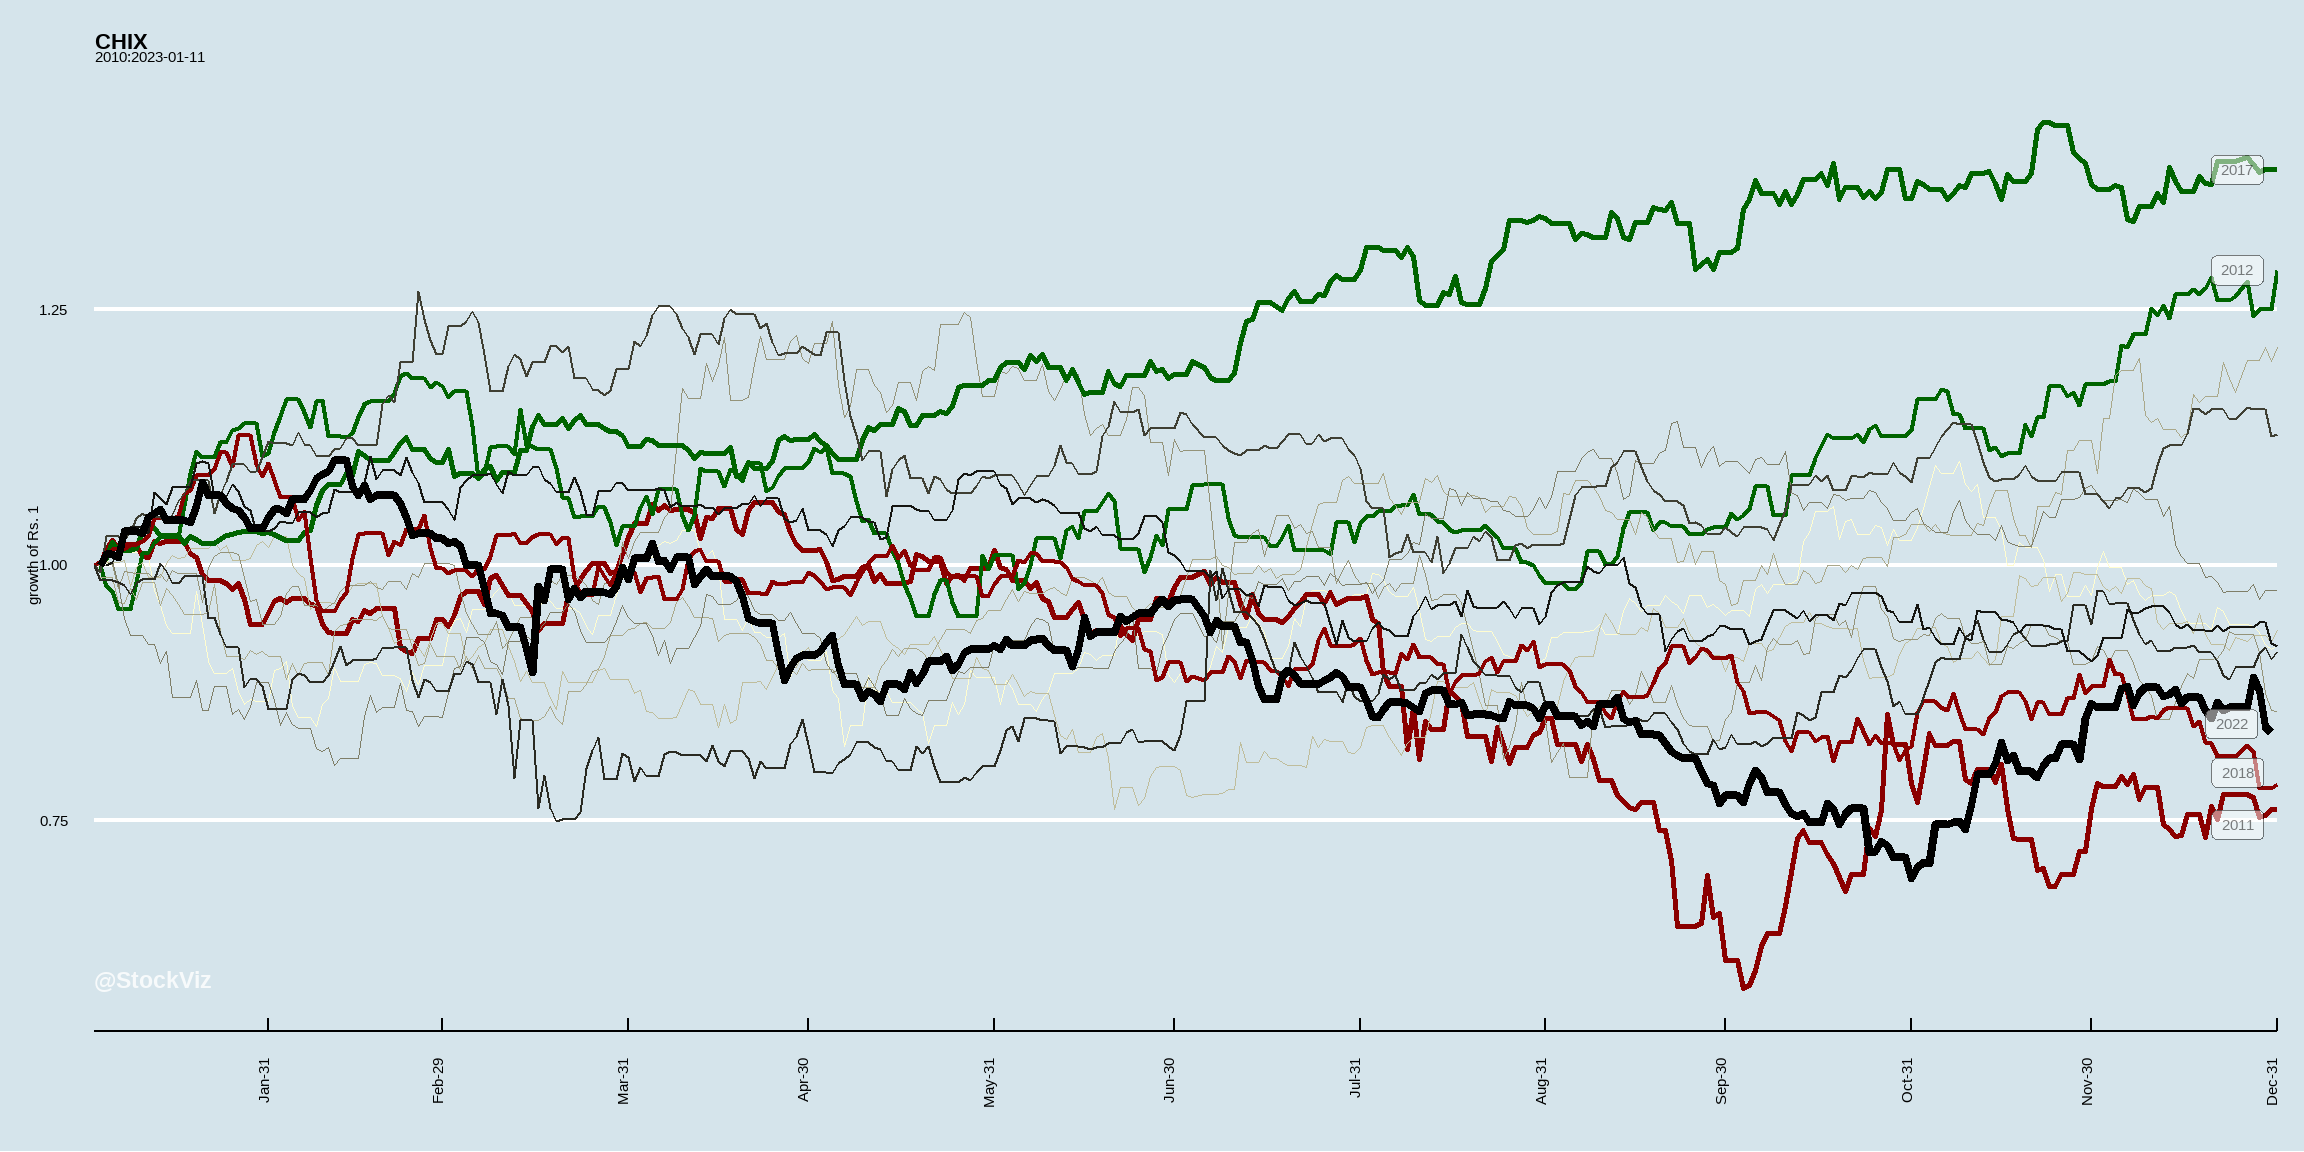 CHIX
2010:2023-01-11
2017
2012
1.25
growth of Rs. 1
1.00
2022
2018
0.75
2011
@StockViz
Jan-31
Feb-29
Mar-31
Apr-30
May-31
Jun-30
Jul-31
Aug-31
Sep-30
Oct-31
Nov-30
Dec-31